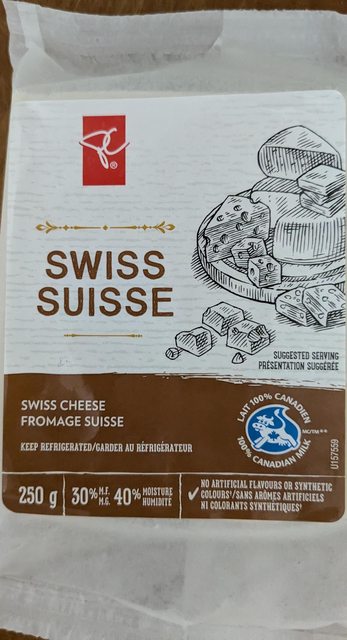 PC®
SWISS
SUISSE
SUGGESTED SERVING
PRÉSENTATION SUGGÉRÉE
SWISS CHEESE
FROMAGE SUISSE
KEEP REFRIGERATED/GARDER AU RÉFRIGÉRATEUR
LAIT 100% CANADIEN
MC/TM**
100% CANADIAN MILK
U157559
250 g
30% M.F.
M.G.
40% MOISTURE
HUMIDITÉ
✓NO ARTIFICIAL FLAVOURS OR SYNTHETIC
COLOURS†/SANS ARÔMES ARTIFICIELS
NI COLORANTS SYNTHÉTIQUES†